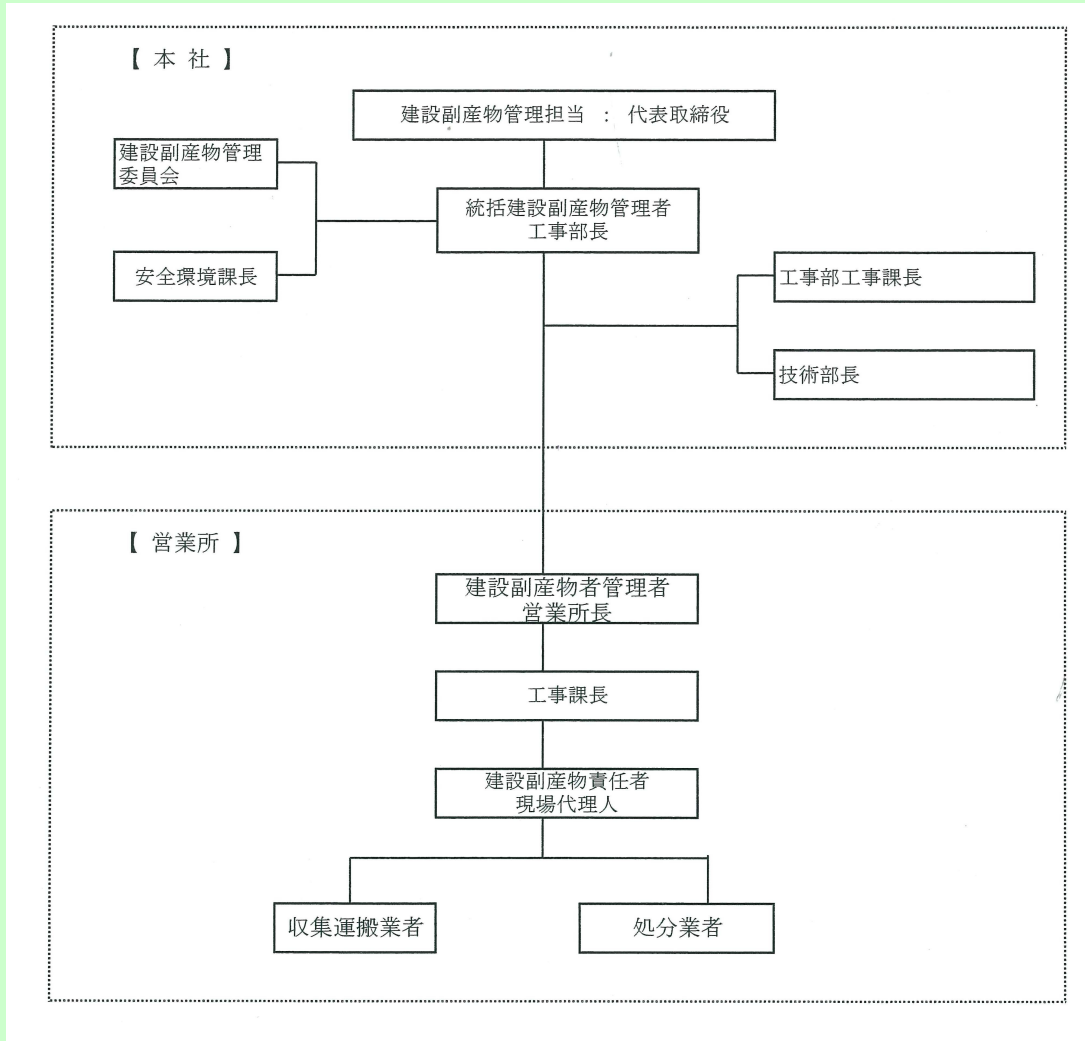 【 本 社 】
建設副産物管理担当 : 代表取締役
建設副産物管理
委員会
統括建設副産物管理者
工事部長
安全環境課長
工事部工事課長
技術部長
【 営業所 】
建設副産物者管理者
営業所長
工事課長
建設副産物責任者
現場代理人
収集運搬業者
処分業者